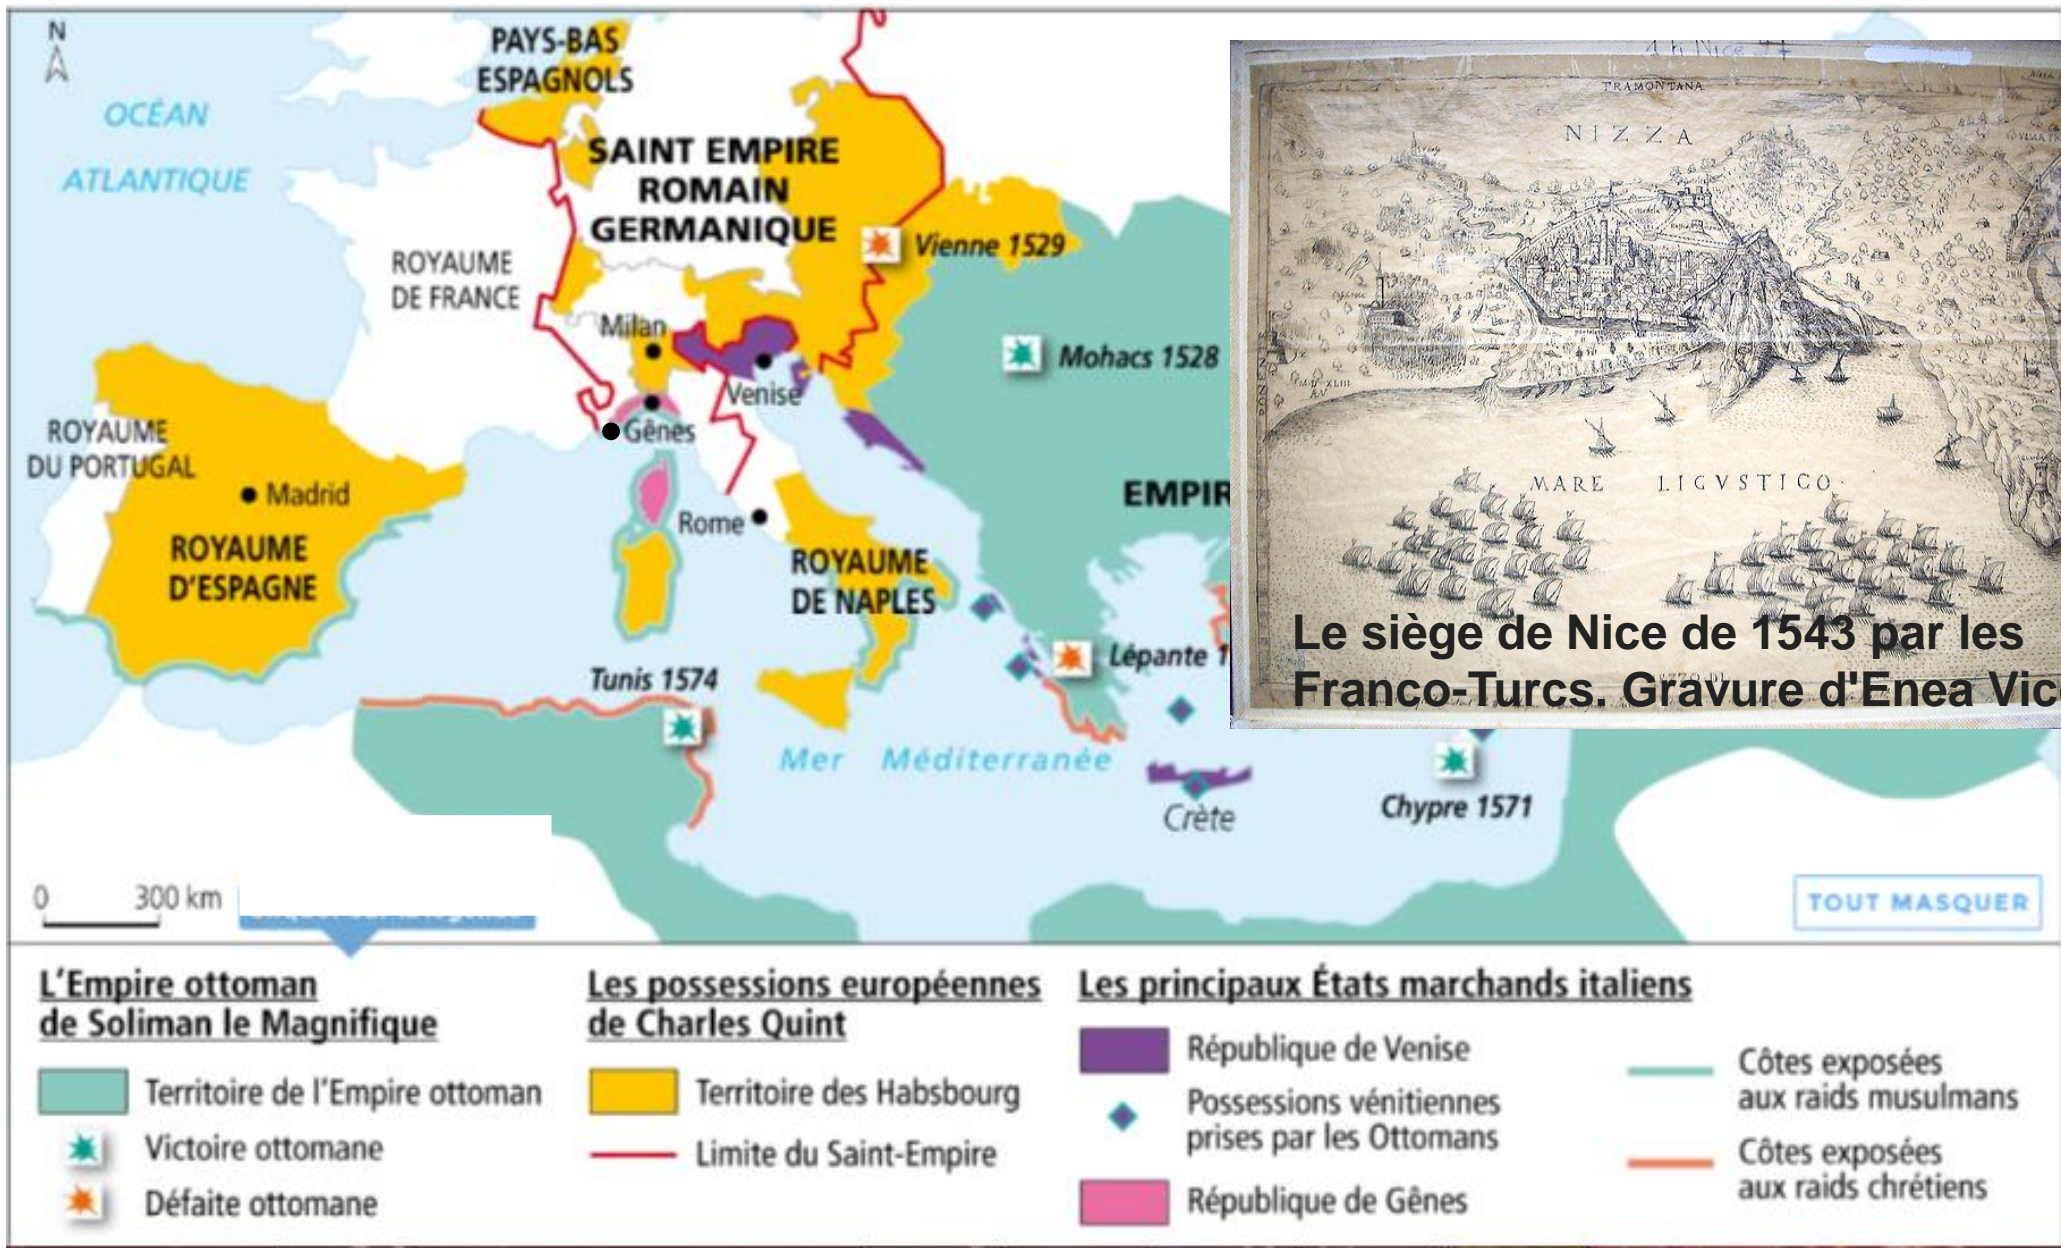 N
OCÉAN
ATLANTIQUE
PAYS-BAS
ESPAGNOLS
SAINT EMPIRE
ROMAIN
GERMANIQUE
Vienne 1529
ROYAUME
DE FRANCE
Milan
Venise
Mohacs 1528
Gênes
ROYAUME
DU PORTUGAL
Madrid
ROYAUME
D'ESPAGNE
Rome
ROYAUME
DE NAPLES
EMPIR
Lépante 1
Tunis 1574
Mer Méditerranée
Crète
Chypre 1571
TRAMONTANA
NIZZA
MARE LIGVSTICO
Le siège de Nice de 1543 par les
Franco-Turcs. Gravure d'Enea Vic
0 300 km
TOUT MASQUER
L'Empire ottoman
de Soliman le Magnifique
Territoire de l'Empire ottoman
Victoire ottomane
Défaite ottomane
Les possessions européennes
de Charles Quint
Territoire des Habsbourg
Limite du Saint-Empire
Les principaux États marchands italiens
République de Venise
Possessions vénitiennes
prises par les Ottomans
République de Gênes
Côtes exposées
aux raids musulmans
Côtes exposées
aux raids chrétiens